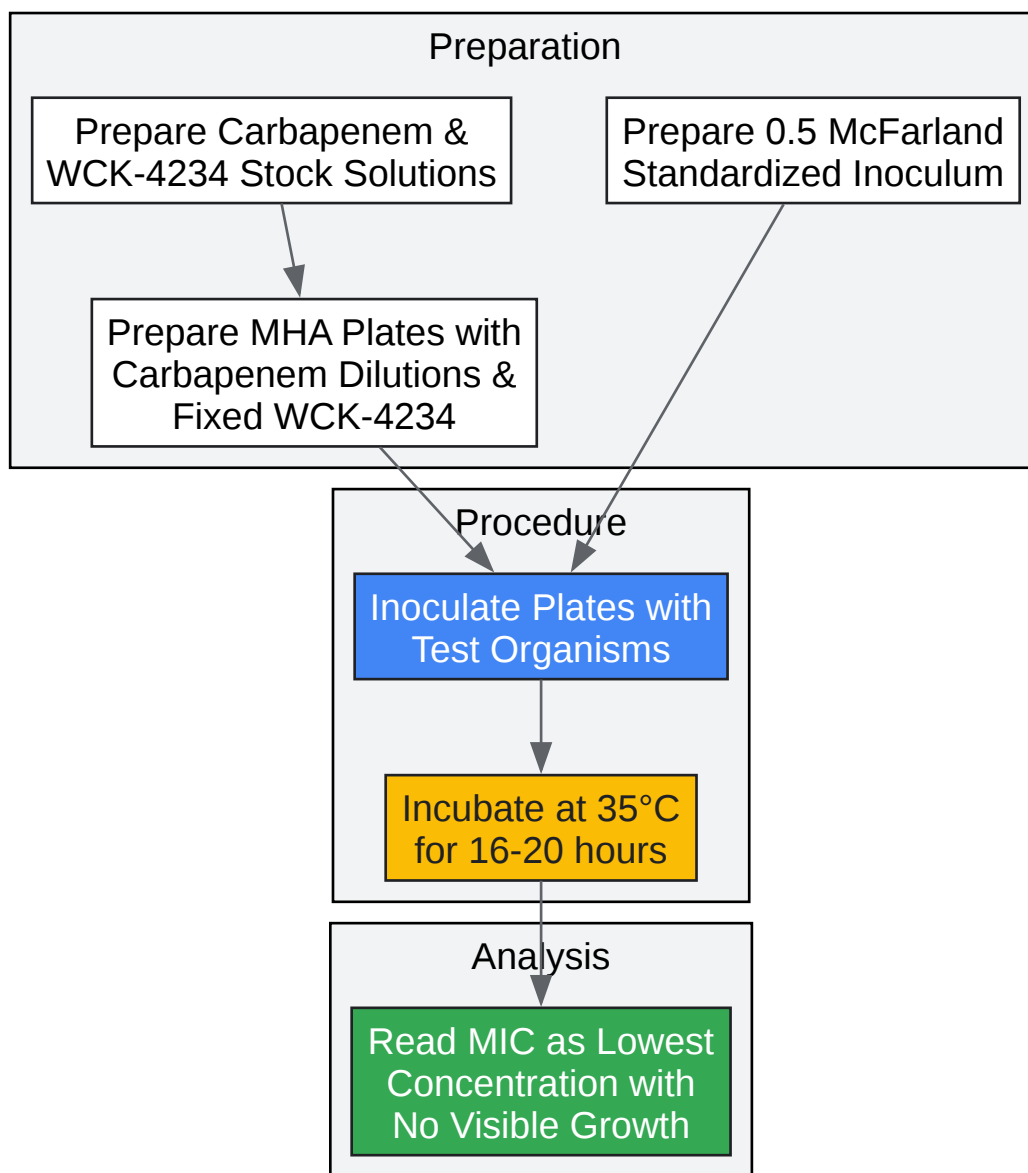 Preparation
Prepare Carbapenem &
WCK-4234 Stock Solutions
Prepare 0.5 McFarland
Standardized Inoculum
Prepare MHA Plates with
Carbapenem Dilutions &
Fixed WCK-4234
Procedure
Inoculate Plates with
Test Organisms
Incubate at 35°C
for 16-20 hours
Analysis
Read MIC as Lowest
Concentration with
No Visible Growth